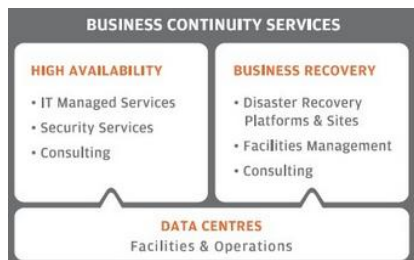 BUSINESS CONTINUITY SERVICES
HIGH AVAILABILITY
• IT Managed Services
• Security Services
• Consulting
BUSINESS RECOVERY
• Disaster Recovery
Platforms & Sites
• Facilities Management
• Consulting
DATA CENTRES
Facilities & Operations